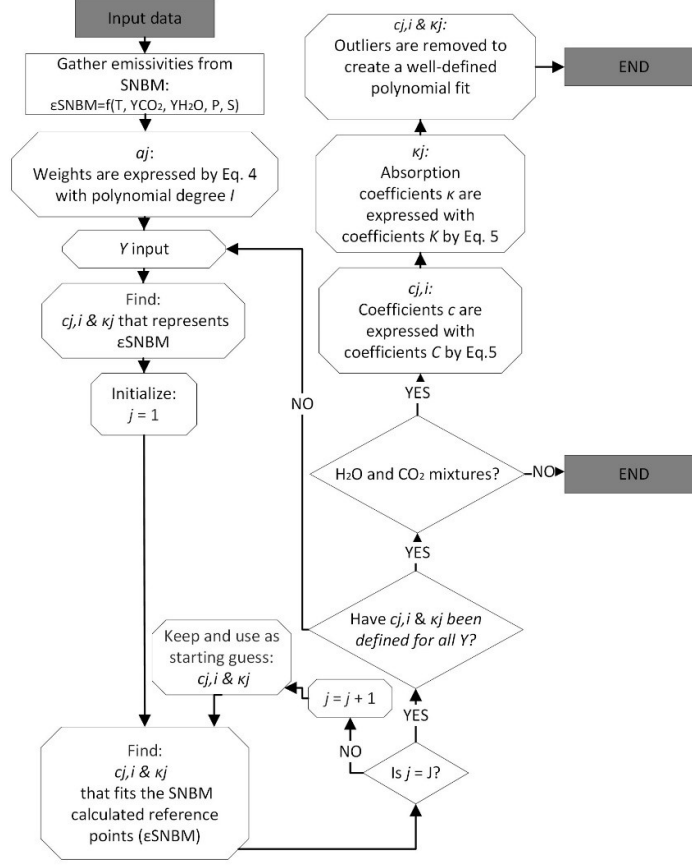 Input data
Gather emissivities from
SNBM:
εSNBM=f(T, YCO₂, YH₂O, P, S)
aj:
Weights are expressed by Eq. 4
with polynomial degree I
Y input
Find:
cj,i & κj that represents
εSNBM
Initialize:
j = 1
Find:
cj,i & κj
that fits the SNBM
calculated reference
points (εSNBM)
Is j = J?
NO
j = j + 1
Keep and use as
starting guess:
cj,i & κj
YES
Have cj,i & κj been
defined for all Y?
NO
YES
H₂O and CO₂ mixtures?
NO
END
YES
cj,i:
Coefficients c are
expressed with
coefficients C by Eq.5
κj:
Absorption
coefficients κ are
expressed with
coefficients K by Eq. 5
cj,i & κj:
Outliers are removed to
create a well-defined
polynomial fit
END